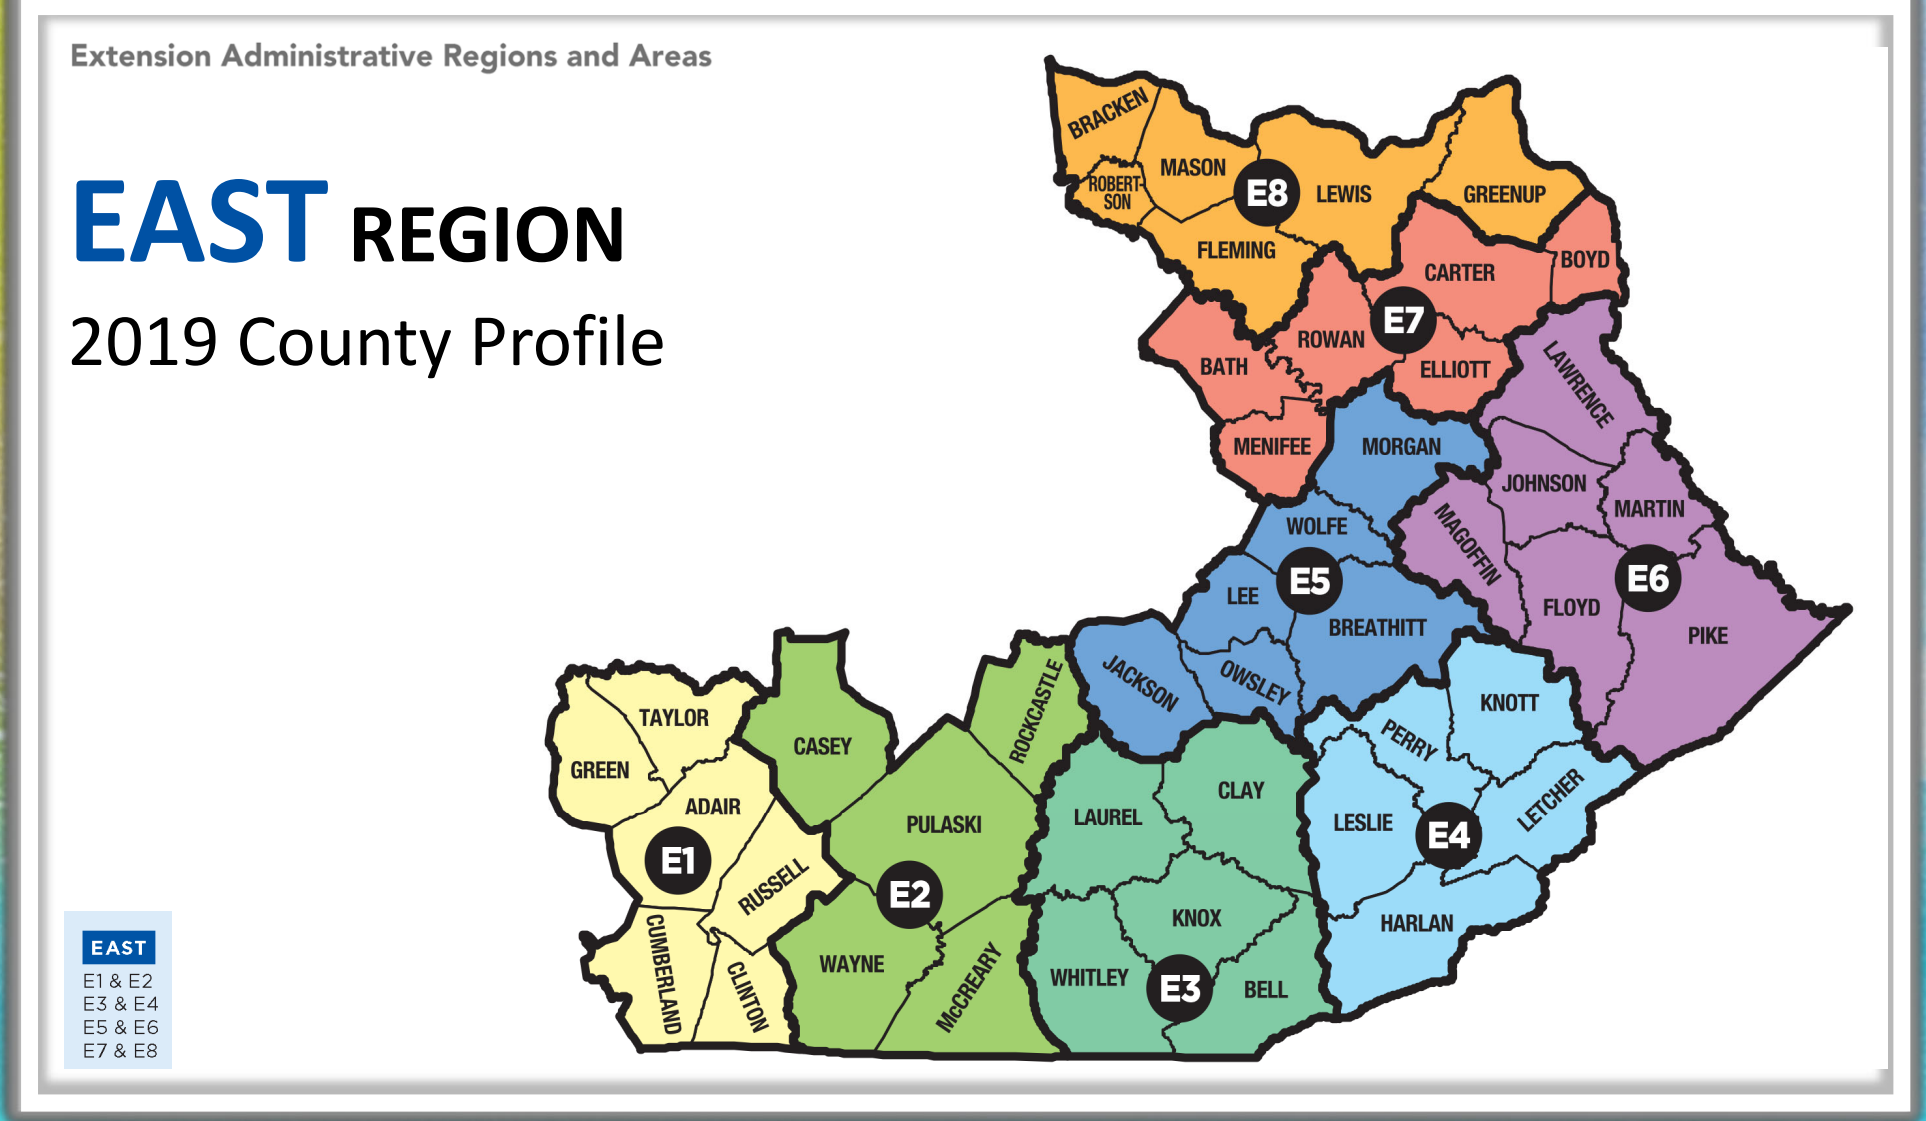 Extension Administrative Regions and Areas
EAST REGION
2019 County Profile
BRACKEN
MASON
ROBERT-
SON
E8
LEWIS
GREENUP
FLEMING
CARTER
BOYD
E7
ROWAN
BATH
ELLIOTT
MENIFEE
LAWRENCE
MORGAN
JOHNSON
MARTIN
MAGOFFIN
WOLFE
E5
E6
LEE
FLOYD
BREATHITT
PIKE
JACKSON
OWSLEY
KNOTT
PERRY
LETCHER
LESLIE
E4
HARLAN
TAYLOR
GREEN
ADAIR
E1
RUSSELL
CUMBERLAND
CLINTON
CASEY
ROCKCASTLE
PULASKI
E2
WAYNE
McCREARY
LAUREL
CLAY
KNOX
WHITLEY
E3
BELL
EAST
E1 & E2
E3 & E4
E5 & E6
E7 & E8